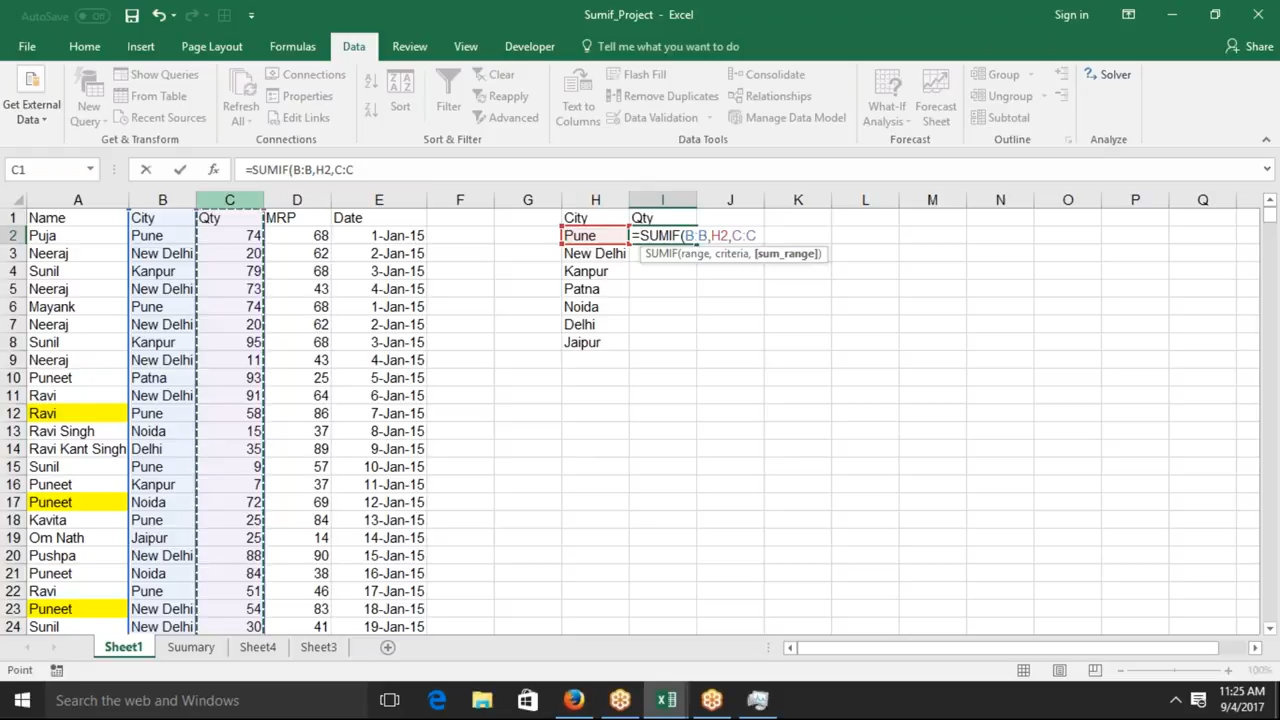 AutoSave Off Sumif_Project - Excel Sign in
File Home Insert Page Layout Formulas Data Review View Developer Tell me what you want to do Share
Get External Data New Query Show Queries From Table Recent Sources Refresh All Connections Properties Edit Links Sort Filter Clear Reapply Advanced Text to Columns Flash Fill Remove Duplicates Data Validation Consolidate Relationships Manage Data Model What-If Analysis Forecast Sheet Group Ungroup Subtotal Solver
Get & Transform Connections Sort & Filter Data Tools Forecast Outline Analyze
C1 fx =SUMIF(B:B,H2,C:C
A B C D E F G H I J K L M N O P Q
1 Name City Qty MRP Date City Qty
2 Puja Pune 74 68 1-Jan-15 Pune =SUMIF(B:B,H2,C:C
3 Neeraj New Delhi 20 62 2-Jan-15 New Delhi SUMIF(range, criteria, [sum_range])
4 Sunil Kanpur 79 68 3-Jan-15 Kanpur
5 Neeraj New Delhi 73 43 4-Jan-15 Patna
6 Mayank Pune 74 68 1-Jan-15 Noida
7 Neeraj New Delhi 20 62 2-Jan-15 Delhi
8 Sunil Kanpur 95 68 3-Jan-15 Jaipur
9 Neeraj New Delhi 11 43 4-Jan-15
10 Puneet Patna 93 25 5-Jan-15
11 Ravi New Delhi 91 64 6-Jan-15
12 Ravi Pune 58 86 7-Jan-15
13 Ravi Singh Noida 15 37 8-Jan-15
14 Ravi Kant Singh Delhi 35 89 9-Jan-15
15 Sunil Pune 9 57 10-Jan-15
16 Puneet Kanpur 7 37 11-Jan-15
17 Puneet Noida 72 69 12-Jan-15
18 Kavita Pune 25 84 13-Jan-15
19 Om Nath Jaipur 25 14 14-Jan-15
20 Pushpa New Delhi 88 90 15-Jan-15
21 Puneet Noida 84 38 16-Jan-15
22 Ravi Pune 51 46 17-Jan-15
23 Puneet New Delhi 54 83 18-Jan-15
24 Sunil New Delhi 30 41 19-Jan-15
Sheet1 Suumary Sheet4 Sheet3
Point 100%
Search the web and Windows 11:25 AM
9/4/2017